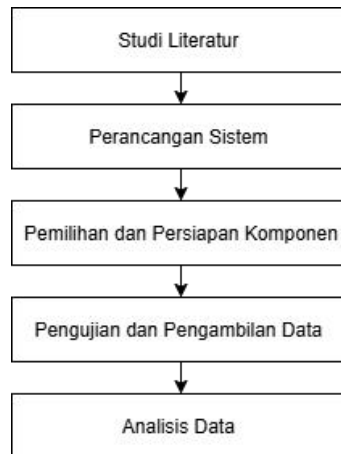 Studi Literatur
Perancangan Sistem
Pemilihan dan Persiapan Komponen
Pengujian dan Pengambilan Data
Analisis Data